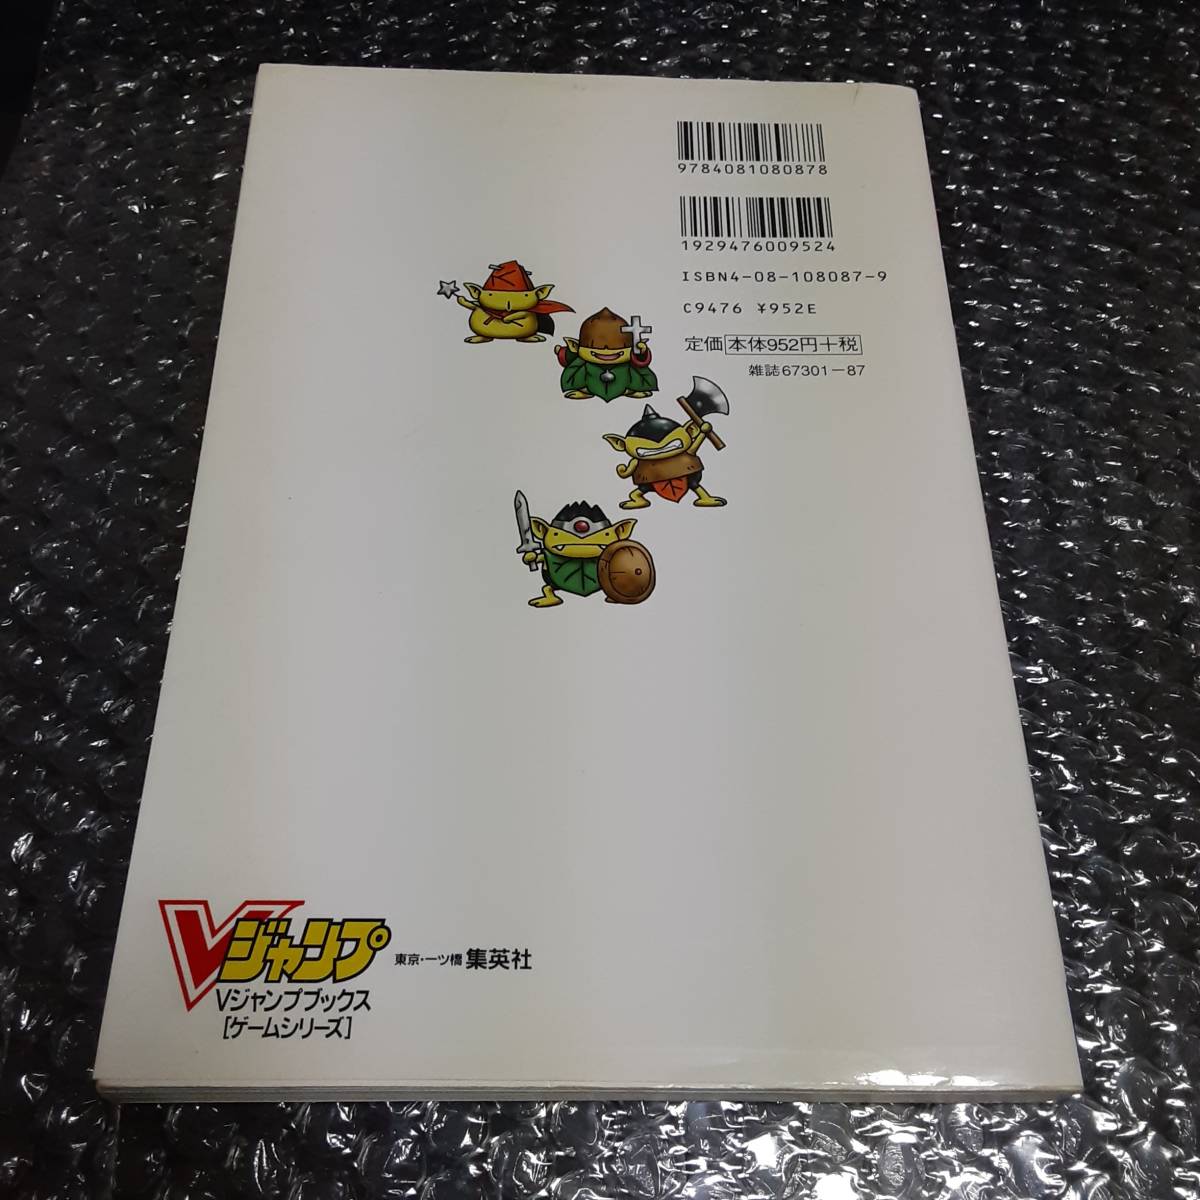 9784081080878
1929476009524
ISBN4-08-108087-9
C9476 ¥952E
定価 本体952円+税
雑誌67301-87
Vジャンプ
東京・一ツ橋 集英社
Vジャンプブックス
[ゲームシリーズ]